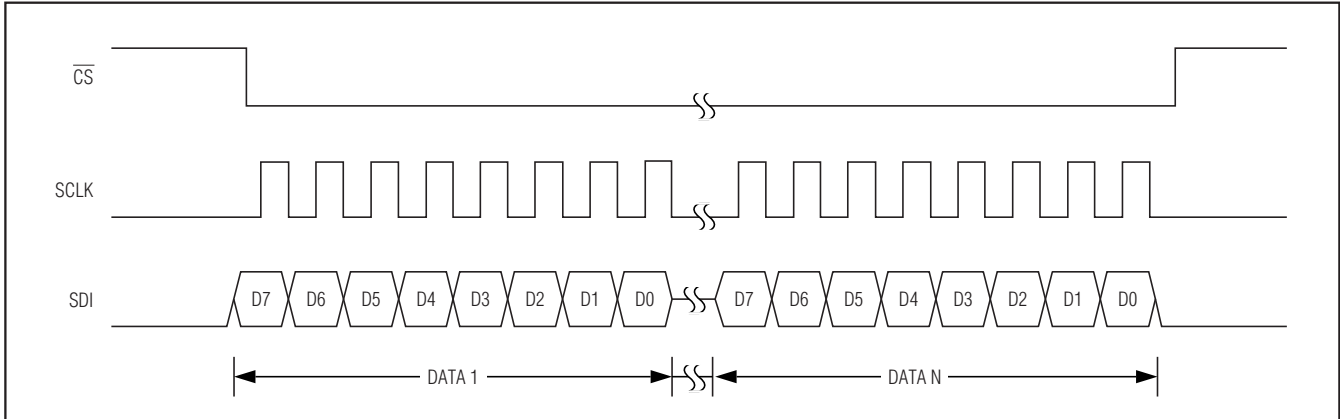 C̅S̅
SCLK
SDI
D7 D6 D5 D4 D3 D2 D1 D0 D7 D6 D5 D4 D3 D2 D1 D0
DATA 1 DATA N